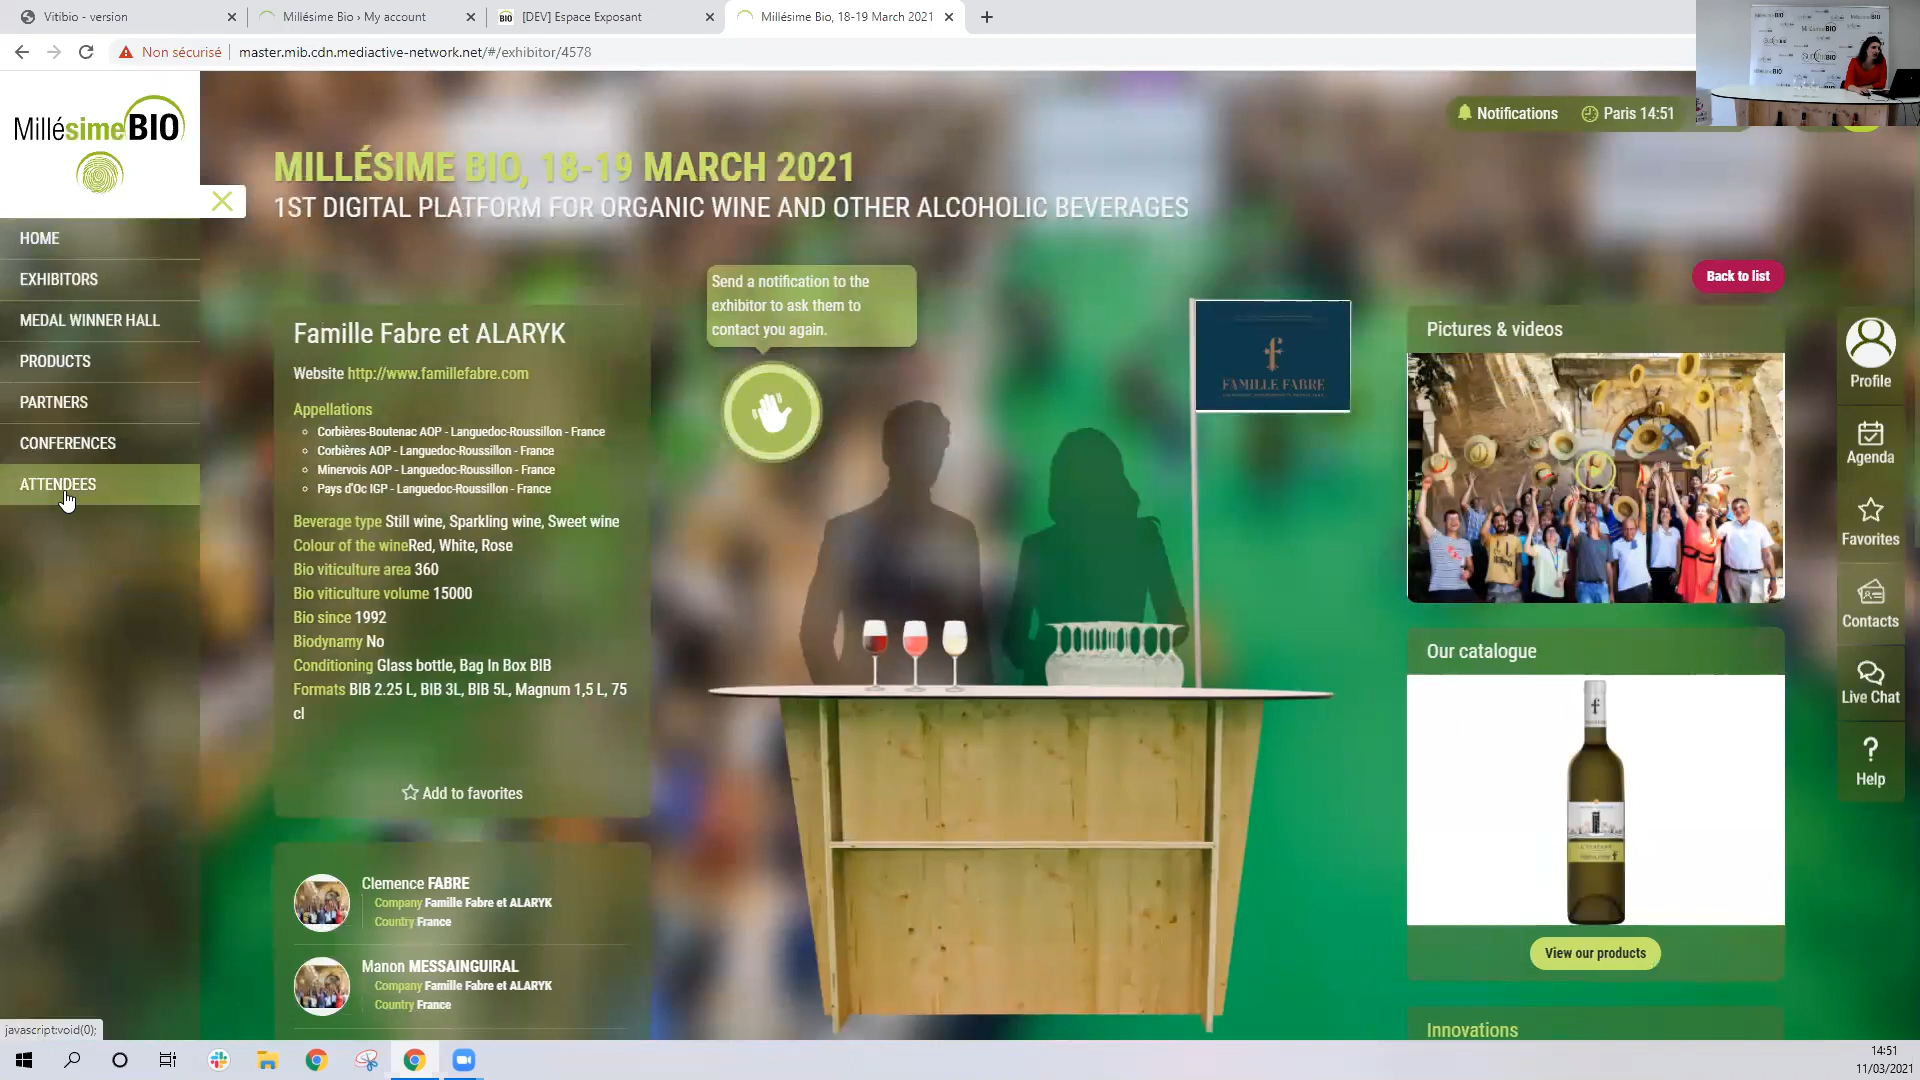 Vitibio - version
Millésime Bio › My account
[DEV] Espace Exposant
Millésime Bio, 18-19 March 2021
Non sécurisé
master.mib.cdn.mediactive-network.net/#/exhibitor/4578
MilléSimeBIO
Notifications
Paris 14:51
MILLÉSIME BIO, 18-19 MARCH 2021
1ST DIGITAL PLATFORM FOR ORGANIC WINE AND OTHER ALCOHOLIC BEVERAGES
HOME
EXHIBITORS
MEDAL WINNER HALL
PRODUCTS
PARTNERS
CONFERENCES
ATTENDEES
Back to list
Send a notification to the
exhibitor to ask them to
contact you again.
Famille Fabre et ALARYK
Website http://www.famillefabre.com
Appellations
Corbières-Boutenac AOP - Languedoc-Roussillon - France
Corbières AOP - Languedoc-Roussillon - France
Minervois AOP - Languedoc-Roussillon - France
Pays d'Oc IGP - Languedoc-Roussillon - France
Beverage type Still wine, Sparkling wine, Sweet wine
Colour of the wineRed, White, Rose
Bio viticulture area 360
Bio viticulture volume 15000
Bio since 1992
Biodynamy No
Conditioning Glass bottle, Bag In Box BIB
Formats BIB 2.25 L, BIB 3L, BIB 5L, Magnum 1,5 L, 75
cl
Add to favorites
Clemence FABRE
Company Famille Fabre et ALARYK
Country France
Manon MESSAINGUIRAL
Company Famille Fabre et ALARYK
Country France
FAMILLE FABRE
Pictures & videos
Our catalogue
View our products
Innovations
Profile
Agenda
Favorites
Contacts
Live Chat
Help
javascript:void(0);
14:51
11/03/2021